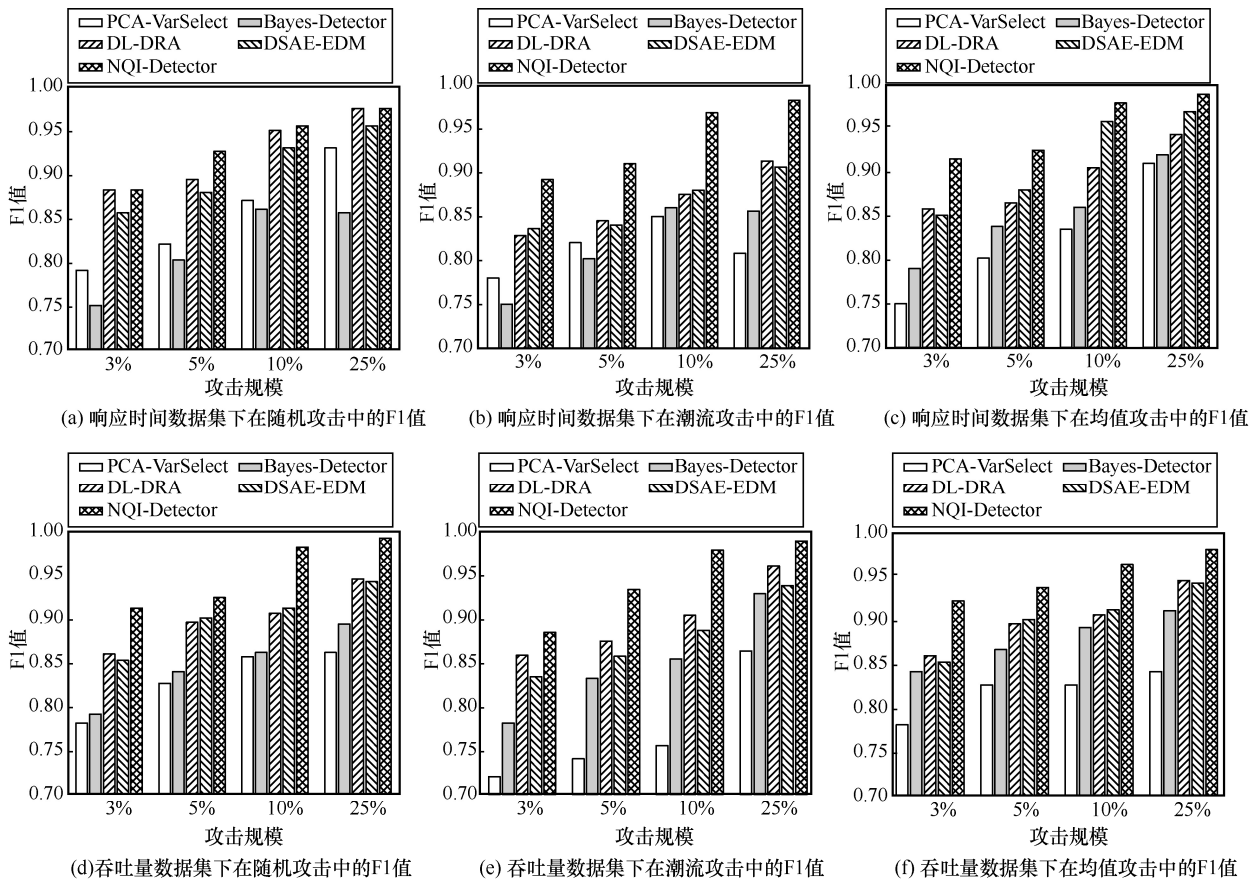 PCA-VarSelect Bayes-Detector
DL-DRA DSAE-EDM
NQI-Detector
1.00
0.95
0.90
0.85
0.80
0.75
0.70
F1值
3% 5% 10% 25%
攻击规模
(a) 响应时间数据集下在随机攻击中的F1值
PCA-VarSelect Bayes-Detector
DL-DRA DSAE-EDM
NQI-Detector
1.00
0.95
0.90
0.85
0.80
0.75
0.70
F1值
3% 5% 10% 25%
攻击规模
(b) 响应时间数据集下在潮流攻击中的F1值
PCA-VarSelect Bayes-Detector
DL-DRA DSAE-EDM
NQI-Detector
1.00
0.95
0.90
0.85
0.80
0.75
0.70
F1值
3% 5% 10% 25%
攻击规模
(c) 响应时间数据集下在均值攻击中的F1值
PCA-VarSelect Bayes-Detector
DL-DRA DSAE-EDM
NQI-Detector
1.00
0.95
0.90
0.85
0.80
0.75
0.70
F1值
3% 5% 10% 25%
攻击规模
(d)吞吐量数据集下在随机攻击中的F1值
PCA-VarSelect Bayes-Detector
DL-DRA DSAE-EDM
NQI-Detector
1.00
0.95
0.90
0.85
0.80
0.75
0.70
F1值
3% 5% 10% 25%
攻击规模
(e) 吞吐量数据集下在潮流攻击中的F1值
PCA-VarSelect Bayes-Detector
DL-DRA DSAE-EDM
NQI-Detector
1.00
0.95
0.90
0.85
0.80
0.75
0.70
F1值
3% 5% 10% 25%
攻击规模
(f) 吞吐量数据集下在均值攻击中的F1值